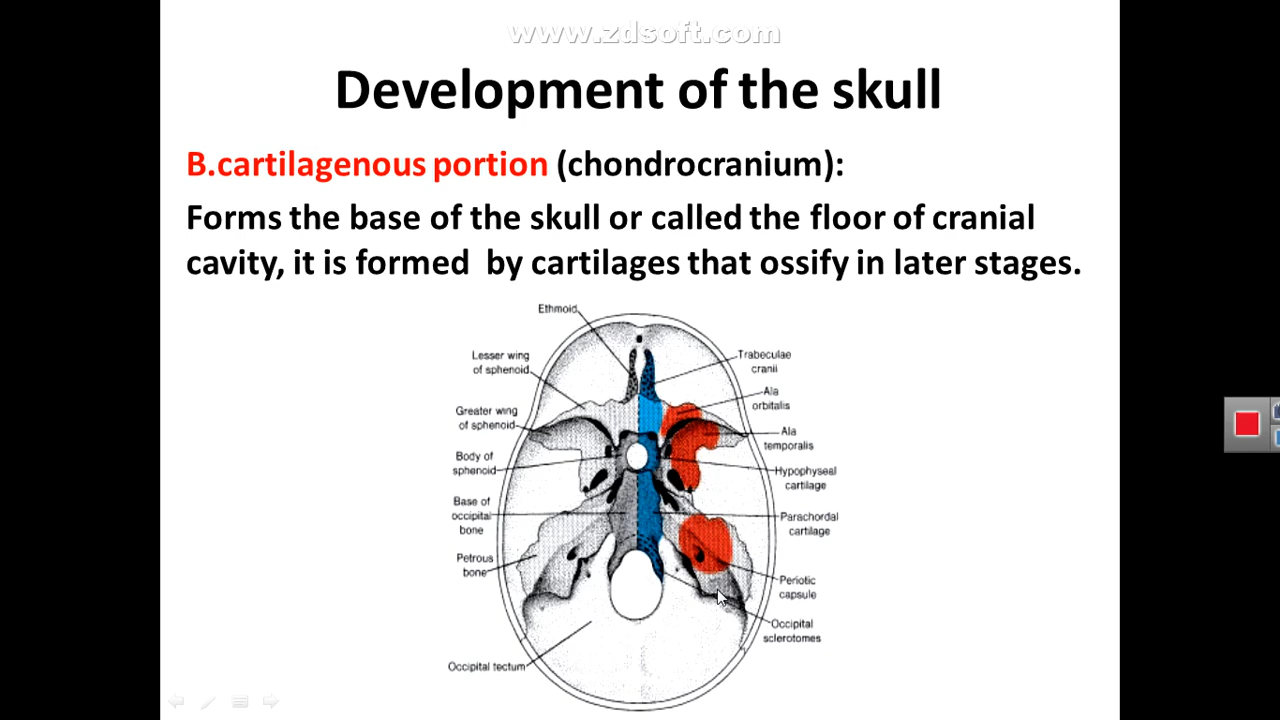 www.zdsoft.com
Development of the skull
B.cartilagenous portion (chondrocranium):
Forms the base of the skull or called the floor of cranial
cavity, it is formed by cartilages that ossify in later stages.
Ethmoid
Lesser wing
of sphenoid
Greater wing
of sphenoid
Body of
sphenoid
Base of
occipital
bone
Petrous
bone
Occipital tectum
Trabeculae
cranii
Ala
orbitalis
Ala
temporalis
Hypophyseal
cartilage
Parachordal
cartilage
Periotic
capsule
Occipital
sclerotomes